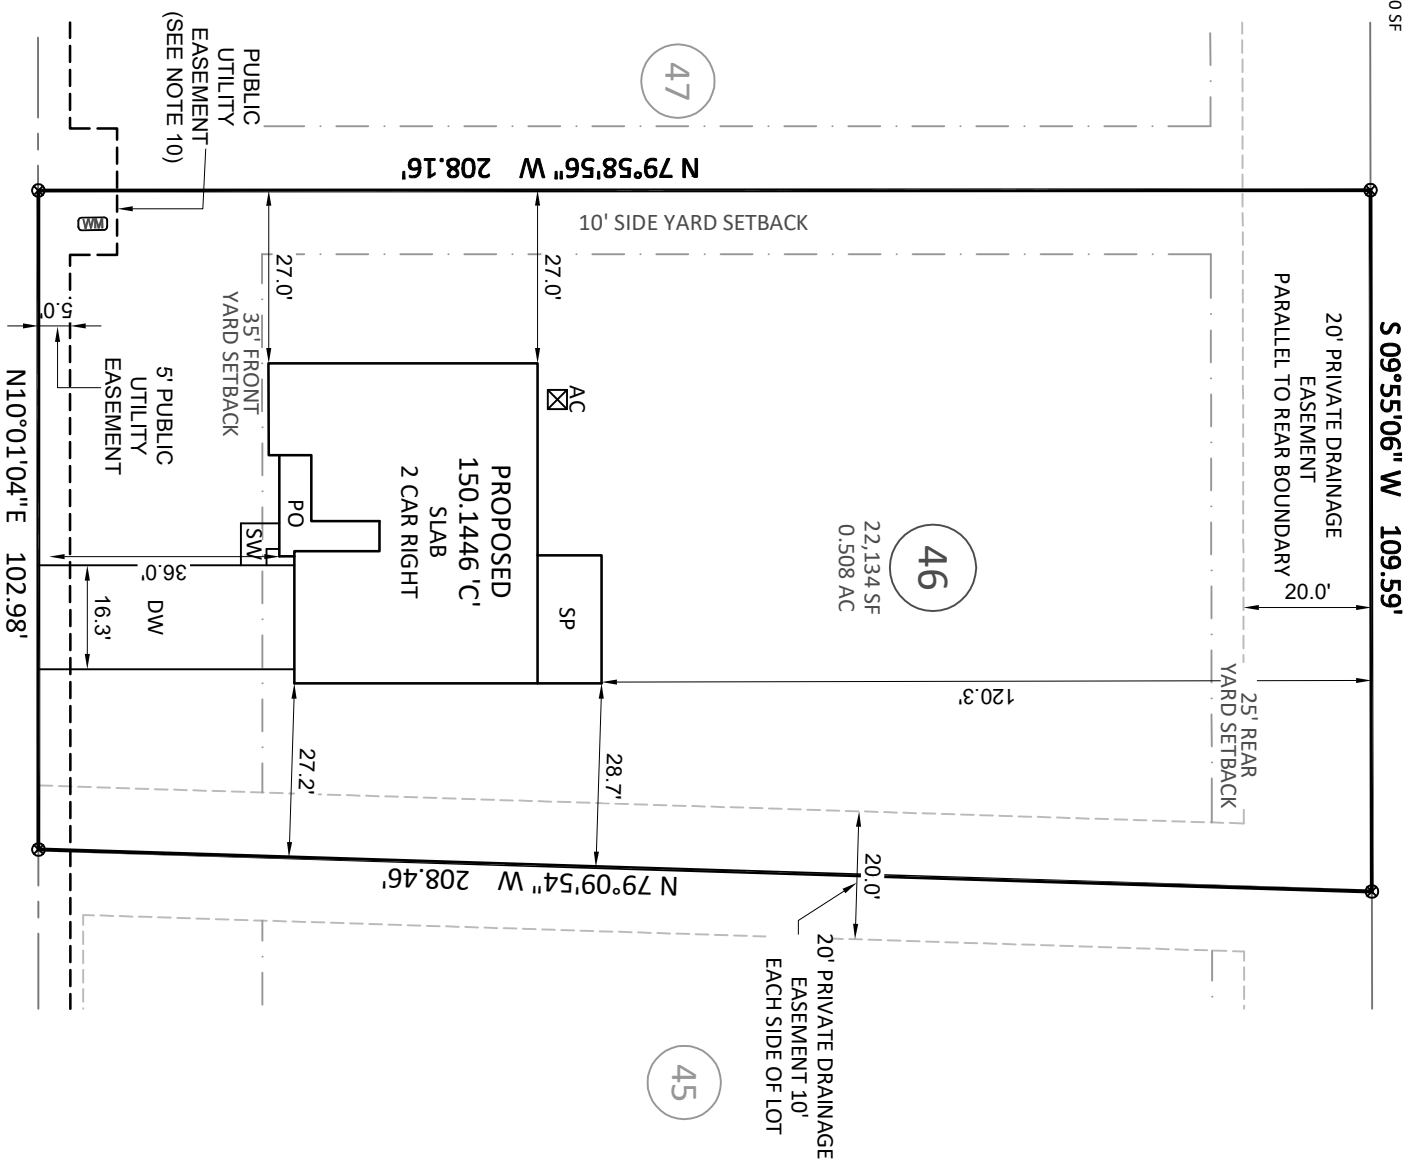 0 SF
47
PUBLIC
UTILITY
EASEMENT
(SEE NOTE 10)
N 79°58'56" W 208.16'
S 09°55'06" W 109.59'
10' SIDE YARD SETBACK
WM
27.0'
27.0'
20' PRIVATE DRAINAGE
EASEMENT
PARALLEL TO REAR BOUNDARY
20.0'
5.0'
35' FRONT
YARD SETBACK
5' PUBLIC
UTILITY
EASEMENT
N10°01'04"E 102.98'
AC
PROPOSED
150.1446 'C'
SLAB
2 CAR RIGHT
PO
SW
SP
36.0'
DW
16.3'
46
22,134 SF
0.508 AC
120.3'
25' REAR
YARD SETBACK
27.2'
28.7'
N 79°09'54" W 208.46'
20.0'
20' PRIVATE DRAINAGE
EASEMENT 10'
EACH SIDE OF LOT
45